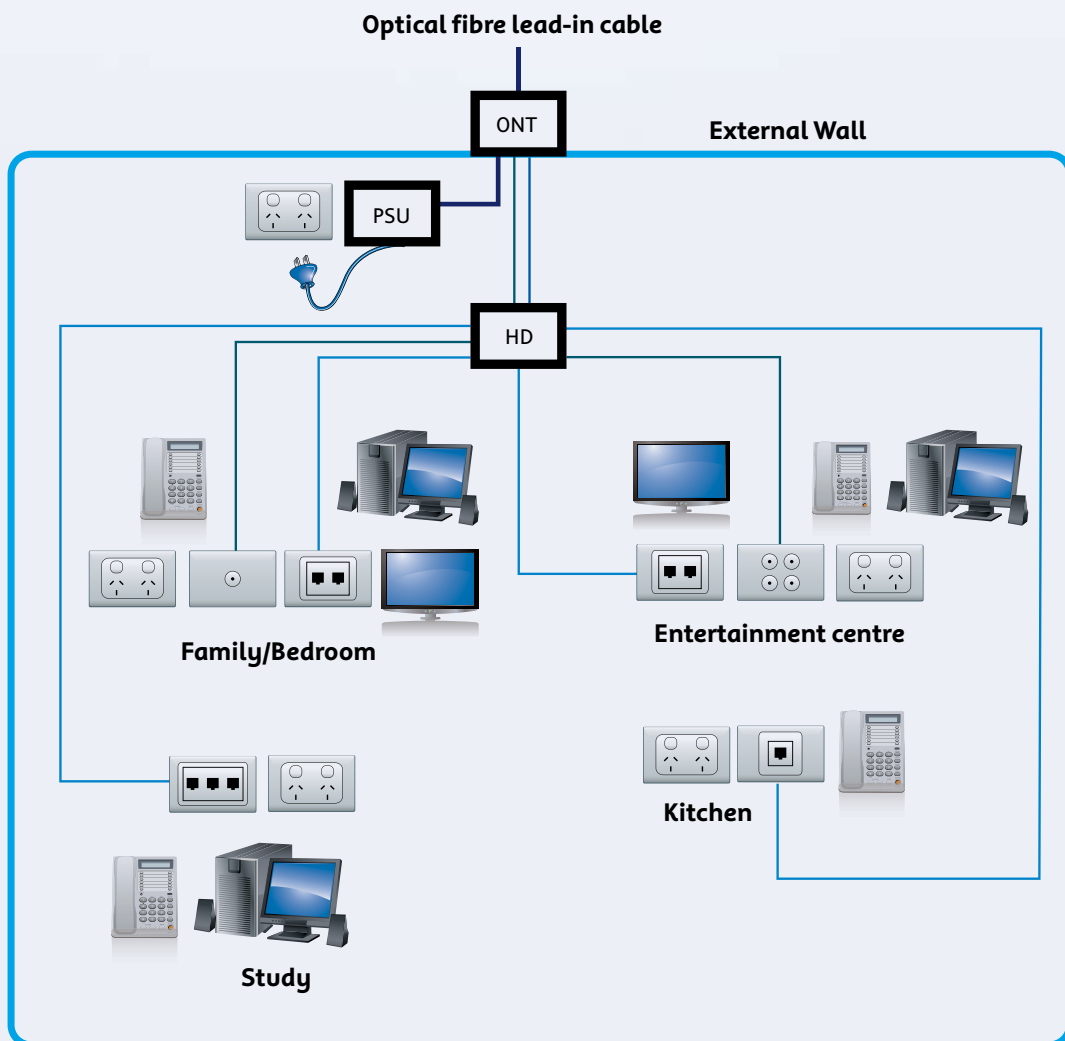 Optical fibre lead-in cable
ONT
External Wall
PSU
HD
Family/Bedroom
Entertainment centre
Kitchen
Study